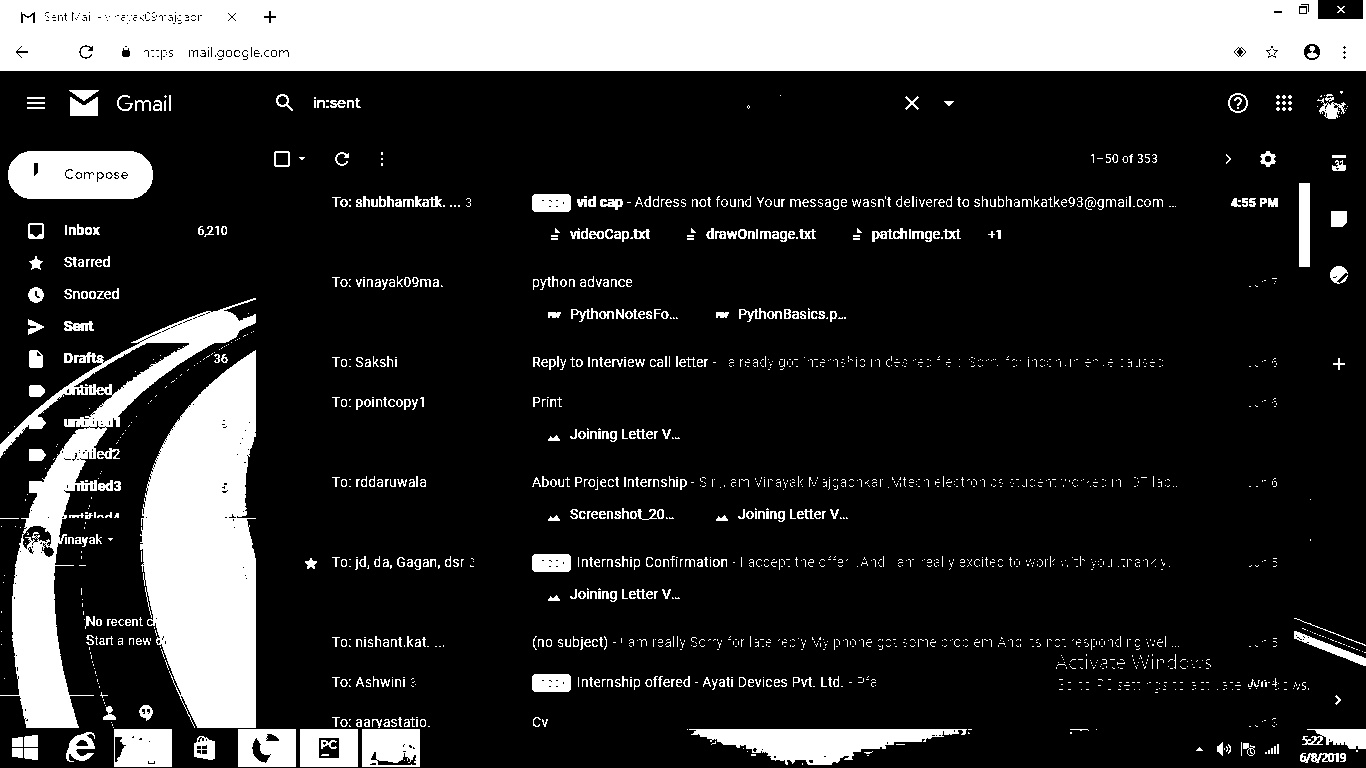 Sent Mail - vinayak09majgaon
https mail.google.com
Gmail
in:sent
Compose
1-50 of 353
31
Inbox 6,210
Starred
Snoozed
Sent
Drafts 36
untitled
untitled1
untitled2
untitled3
untitled4
Vinayak
No recent c
Start a new c
To: shubhamkatk. ... 3 vid cap - Address not found Your message wasn't delivered to shubhamkatke93@gmail.com ... 4:55 PM
videoCap.txt drawOnImage.txt patchImge.txt +1
To: vinayak09ma. python advance Jun 7
PythonNotesFo... PythonBasics.p...
To: Sakshi Reply to Interview call letter - already got internship in desired Sorry for caused Jun 6
To: pointcopy1 Print Jun 6
Joining Letter V...
To: rddaruwala About Project Internship - Sir, I am Vinayak Majgaonkar ,Mtech electronics student worked in IOT lab... Jun 6
Screenshot_20... Joining Letter V...
To: jd, da, Gagan, dsr 2 Internship Confirmation - I accept the offer .And I am really excited to work with you .thank y... Jun 5
Joining Letter V...
To: nishant.kat. ... (no subject) - I am really Sorry for late reply My phone got some problem And its not responding wel... Jun 5
To: Ashwini 3 Internship offered - Ayati Devices Pvt. Ltd. - Pfa Jun 4
To: aaryastatio. Cv
Activate Windows
Go to PC settings to activate Windows.
PC
5:22 PM
6/8/2019